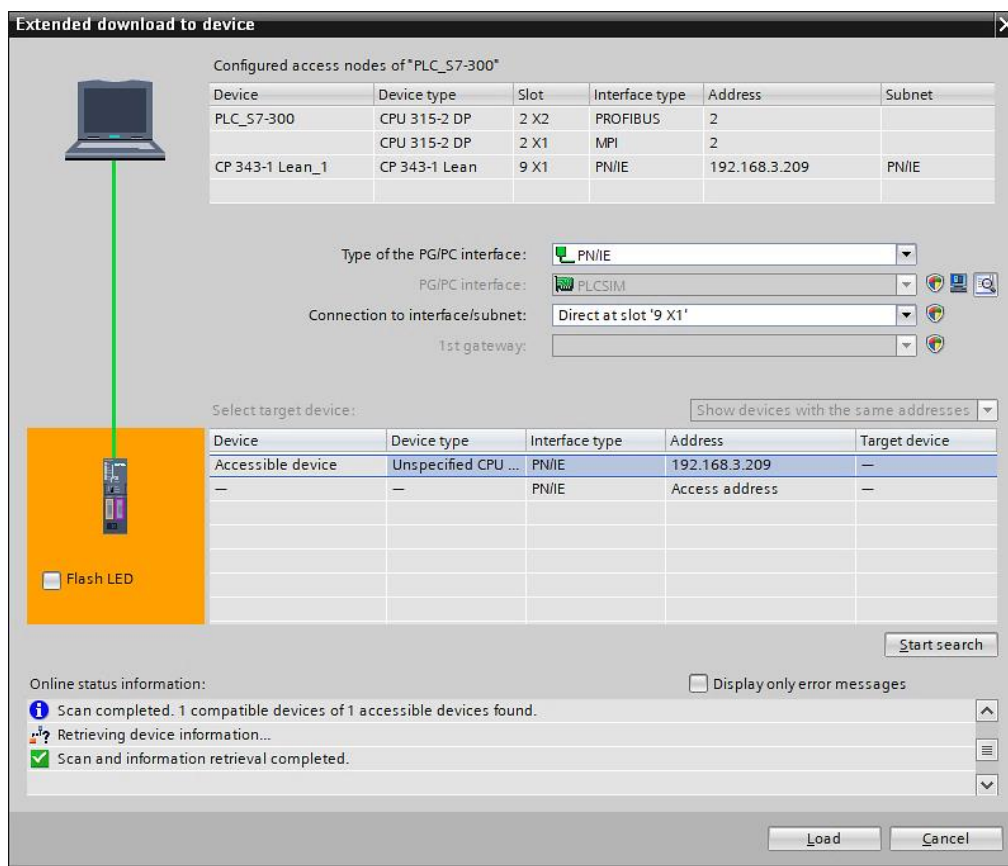 Extended download to device
Configured access nodes of "PLC_S7-300"
Device Device type Slot Interface type Address Subnet
PLC_S7-300 CPU 315-2 DP 2 X2 PROFIBUS 2
CPU 315-2 DP 2 X1 MPI 2
CP 343-1 Lean_1 CP 343-1 Lean 9 X1 PN/IE 192.168.3.209 PN/IE
Type of the PG/PC interface: PN/IE
PG/PC interface: PLCSIM
Connection to interface/subnet: Direct at slot '9 X1'
1st gateway:
Select target device: Show devices with the same addresses
Device Device type Interface type Address Target device
Accessible device Unspecified CPU ... PN/IE 192.168.3.209 —
— — PN/IE Access address —
Flash LED
Start search
Online status information: Display only error messages
Scan completed. 1 compatible devices of 1 accessible devices found.
Retrieving device information...
Scan and information retrieval completed.
Load Cancel